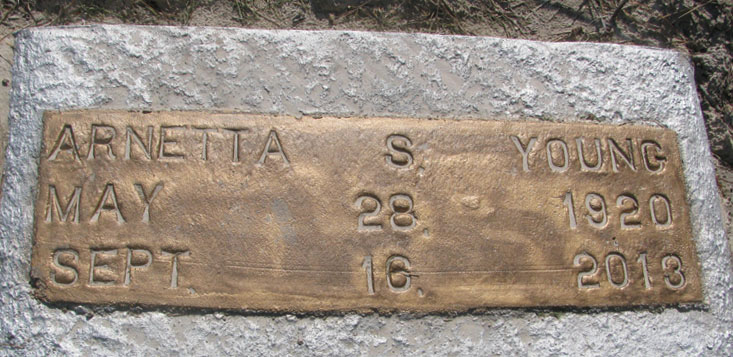 ARNETTA S. YOUNG
MAY 28. 1920
SEPT. 16. 2013